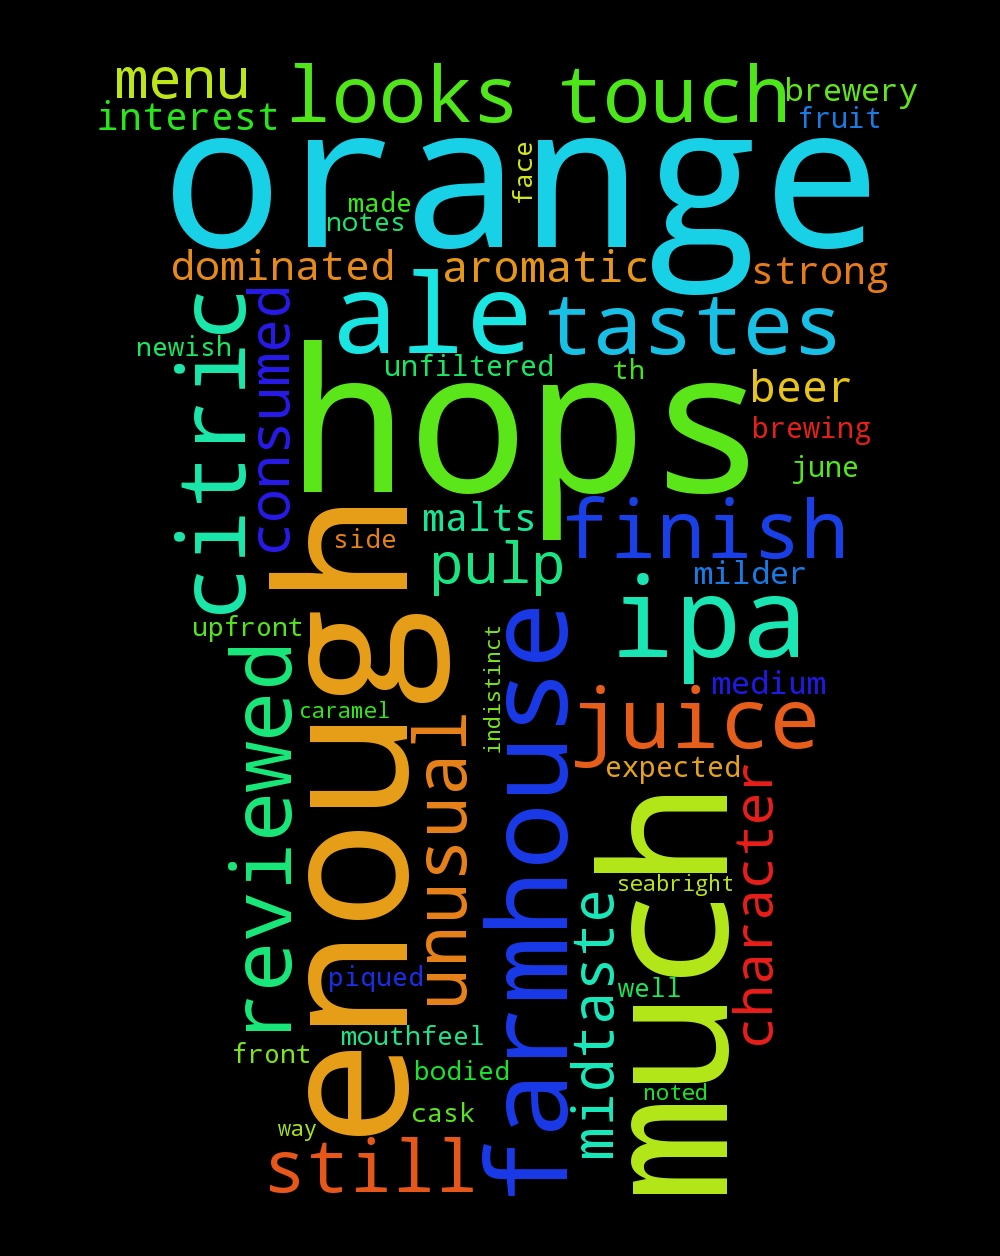 menu
looks
touch
brewery
interest
fruit
orange
face
made
notes
dominated
aromatic
strong
citric
consumed
ale
tastes
newish
unfiltered
th
hops
beer
brewing
june
malts
finish
side
pulp
milder
enough
ipa
upfront
farmhouse
indistinct
reviewed
medium
caramel
juice
unusual
expected
character
much
seabright
midtaste
piqued
well
mouthfeel
front
bodied
noted
cask
way
still